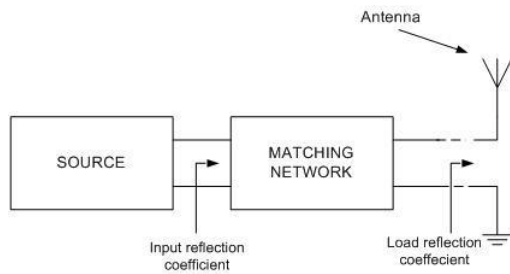 Antenna
SOURCE
MATCHING
NETWORK
Input reflection
coefficient
Load reflection
coeffecient